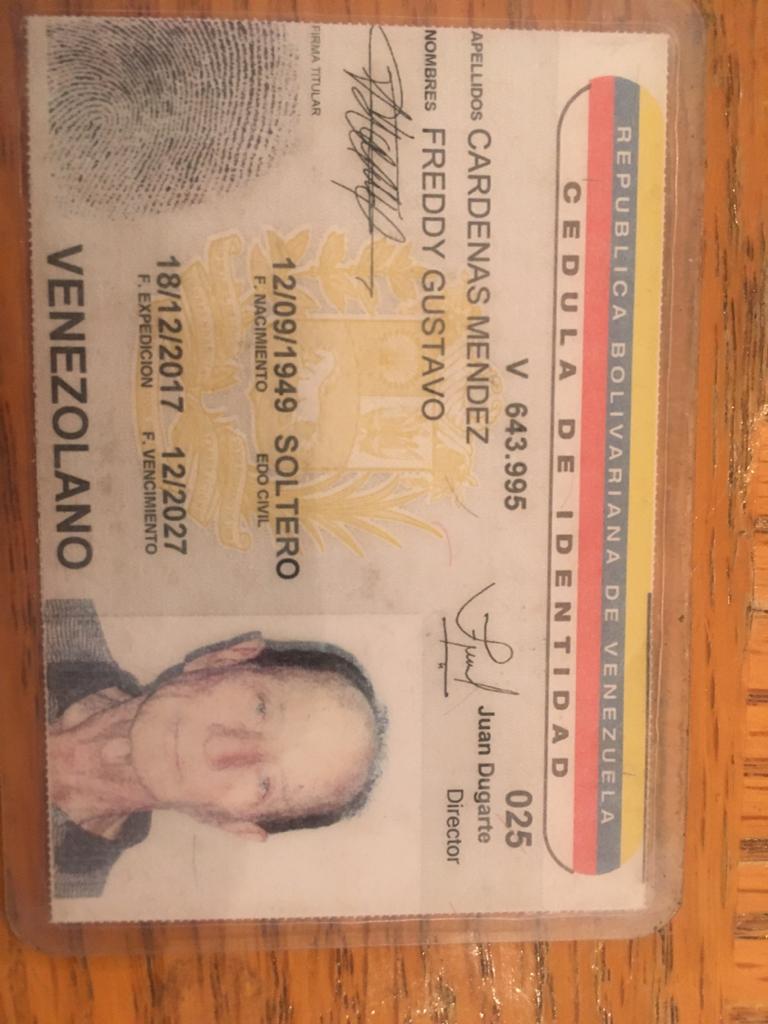 REPUBLICA BOLIVARIANA DE VENEZUELA
CEDULA DE IDENTIDAD
V 643.995
025
APELLIDOS CARDENAS MENDEZ
Juan Dugarte
Director
NOMBRES FREDDY GUSTAVO
FIRMA TITULAR
12/09/1949 SOLTERO
F. NACIMIENTO EDO CIVIL
18/12/2017 12/2027
F. EXPEDICION F. VENCIMIENTO
VENEZOLANO